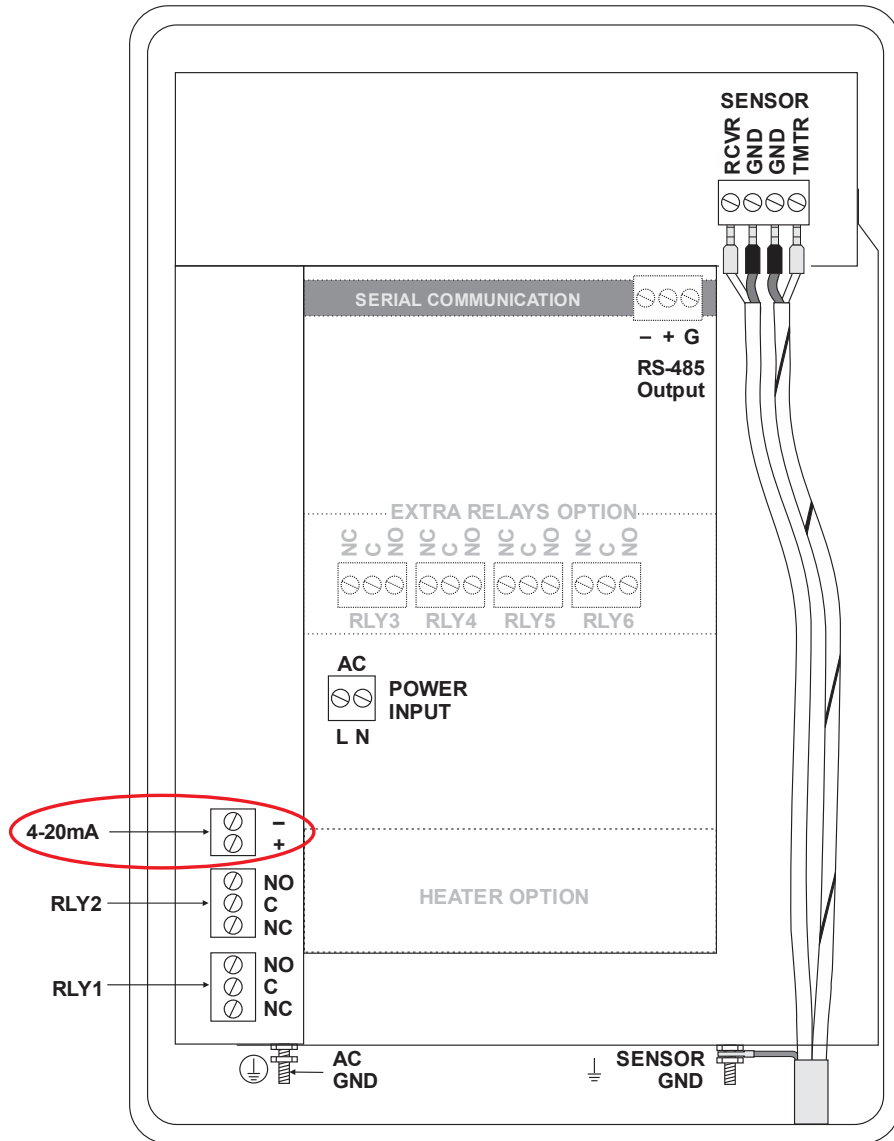 SENSOR
RCVR
GND
GND
TMTR
SERIAL COMMUNICATION
– + G
RS-485
Output
EXTRA RELAYS OPTION
NC C NO NC C NO NC C NO NC C NO
RLY3 RLY4 RLY5 RLY6
AC
POWER
INPUT
L N
4-20mA
–
+
HEATER OPTION
RLY2
NO
C
NC
RLY1
NO
C
NC
AC
GND
SENSOR
GND